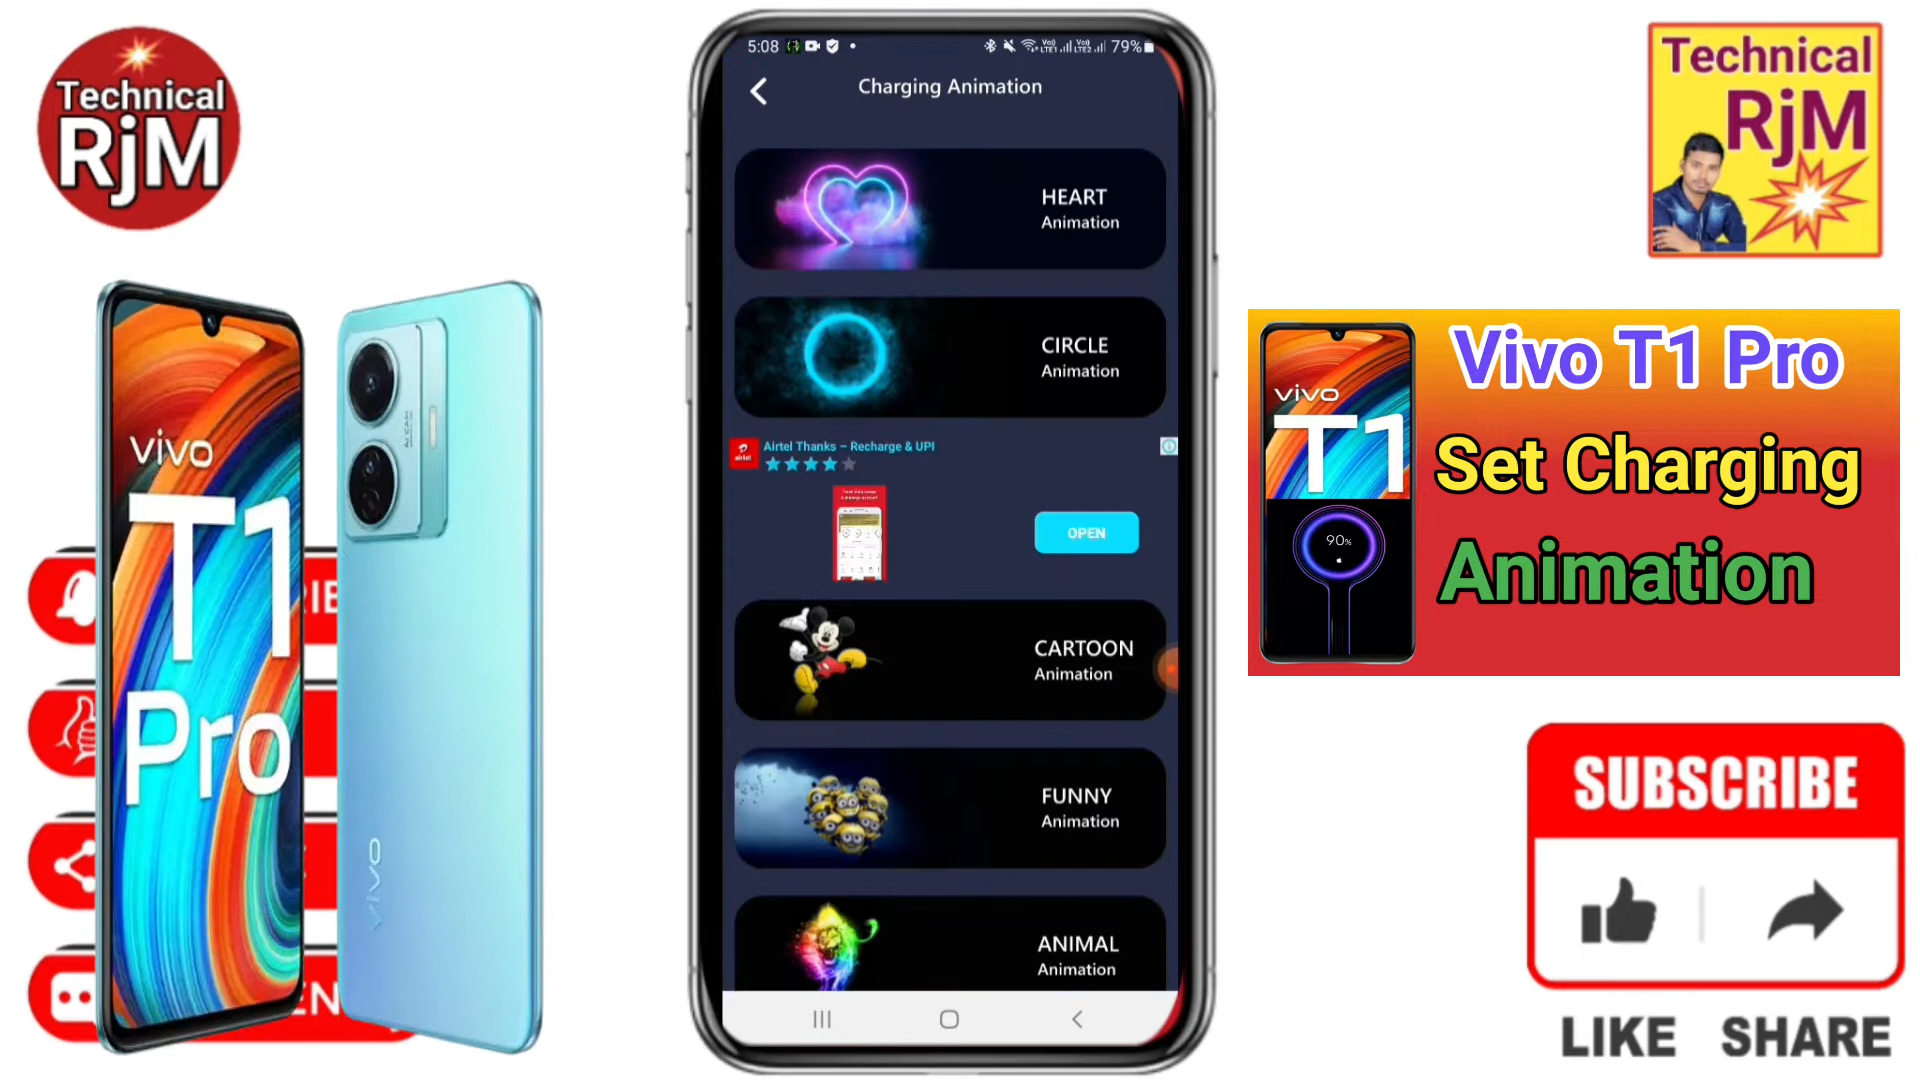 Technical
RjM
vivo
T1
Pro
vivo
5:08
79%
Charging Animation
HEART
Animation
CIRCLE
Animation
airtel
Airtel Thanks – Recharge & UPI
OPEN
CARTOON
Animation
FUNNY
Animation
ANIMAL
Animation
Technical
RjM
vivo
T1
90%
Vivo T1 Pro
Set Charging
Animation
SUBSCRIBE
LIKE SHARE